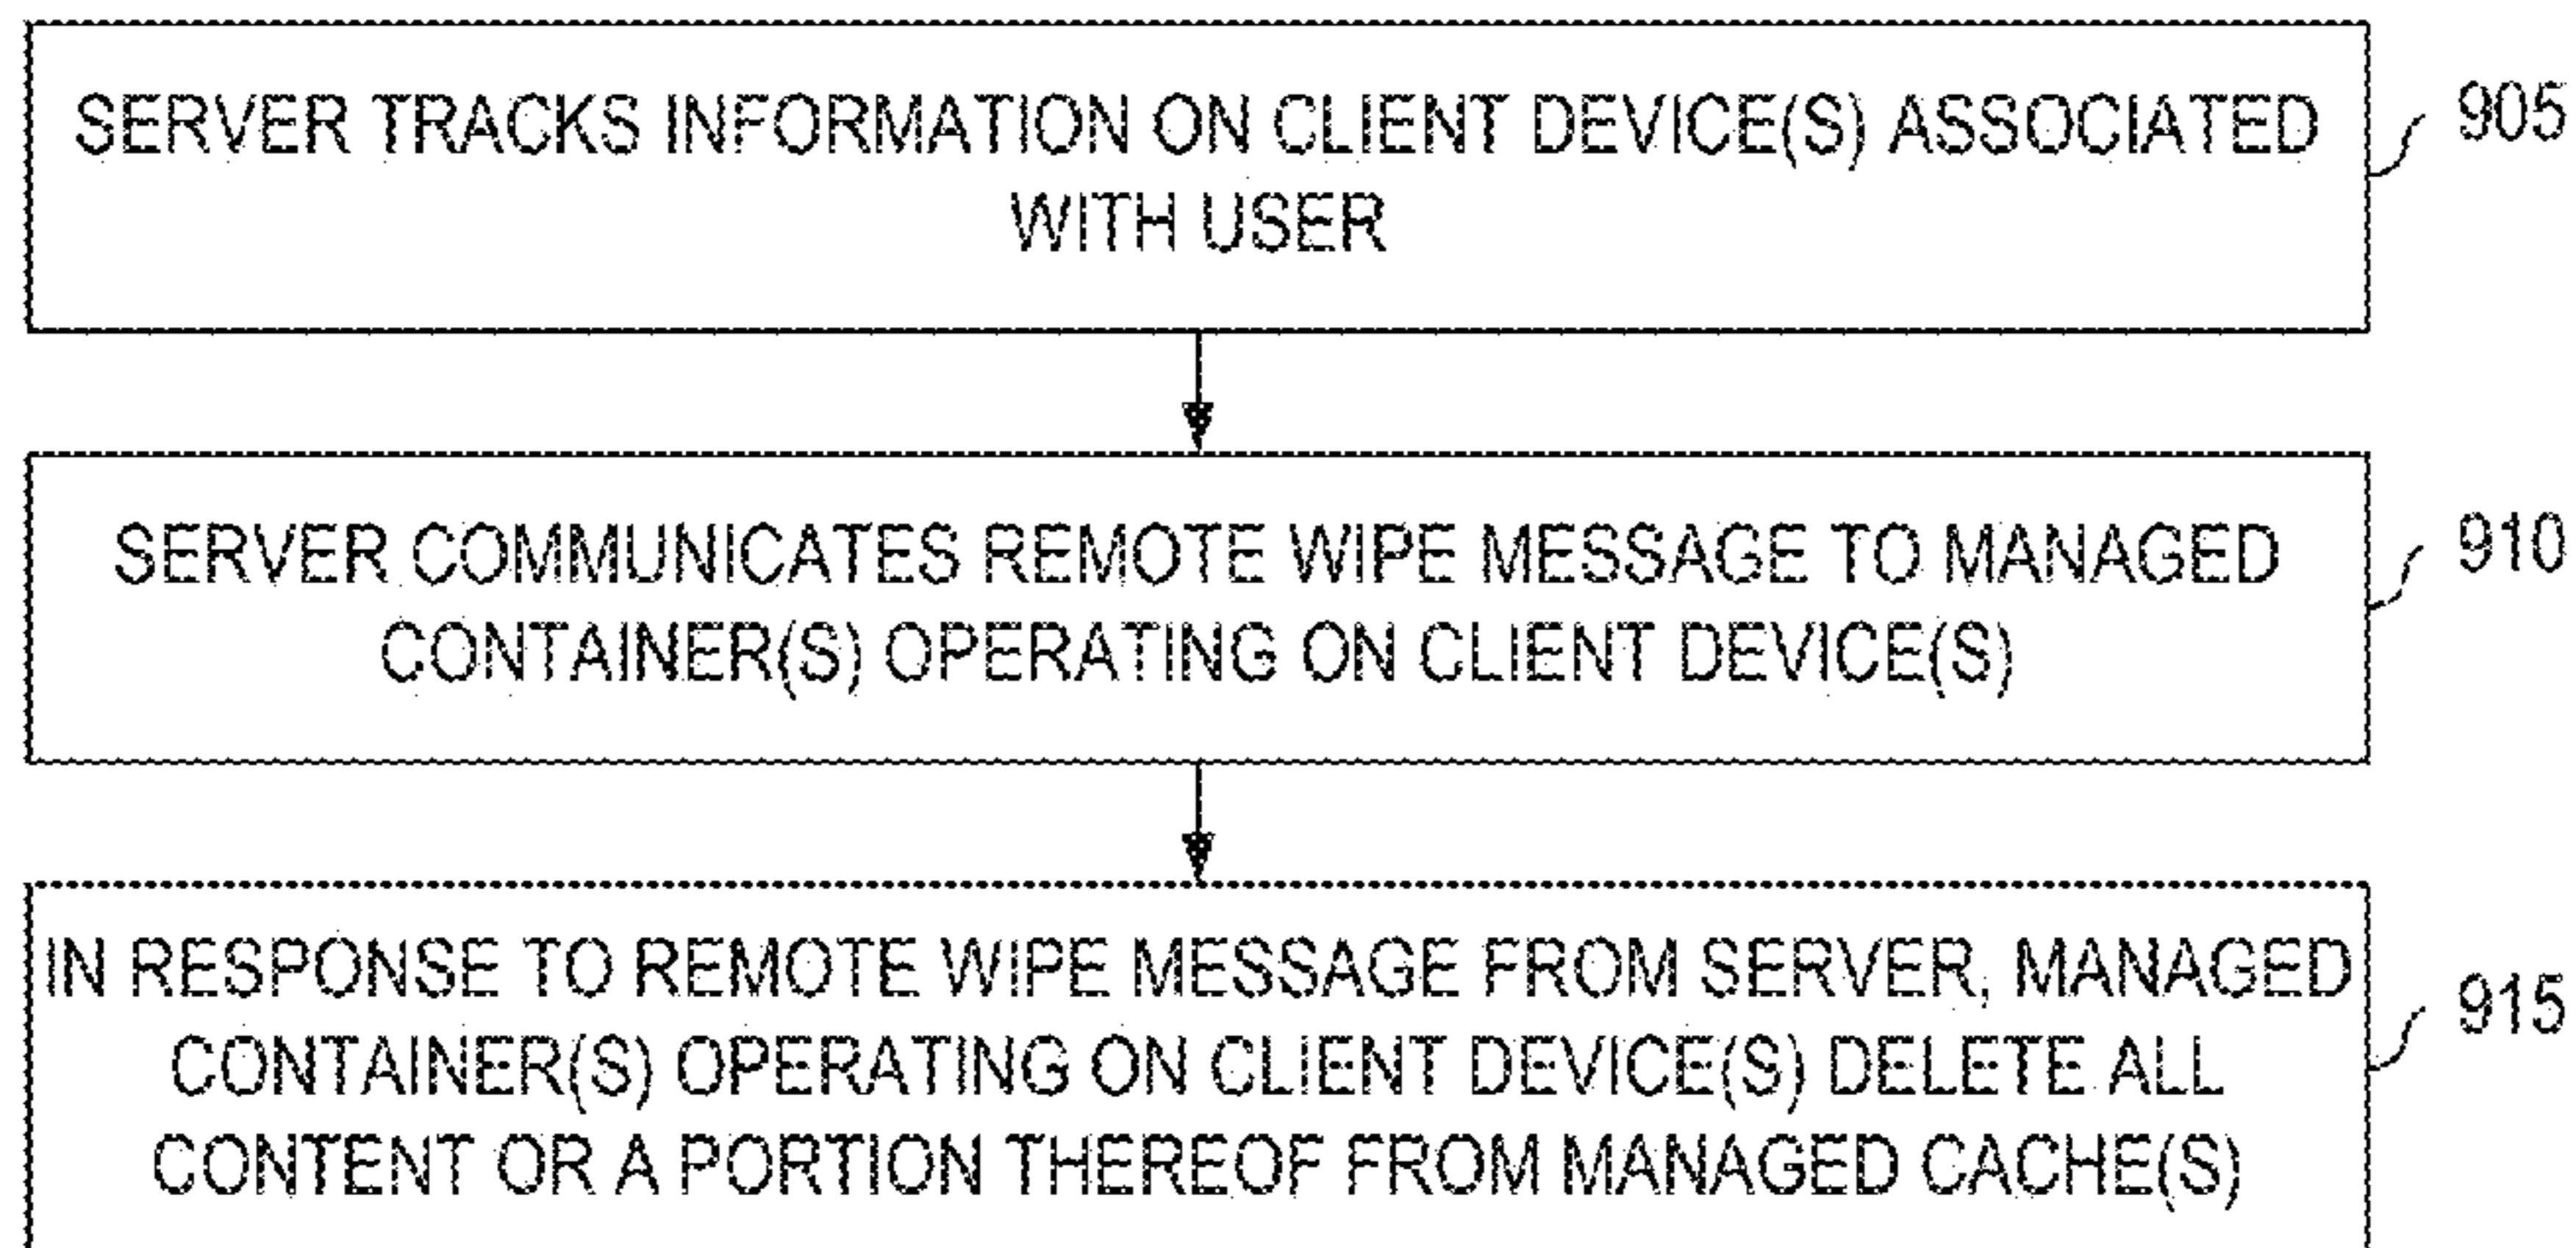 SERVER TRACKS INFORMATION ON CLIENT DEVICE(S) ASSOCIATED
WITH USER
905
SERVER COMMUNICATES REMOTE WIPE MESSAGE TO MANAGED
CONTAINER(S) OPERATING ON CLIENT DEVICE(S)
910
IN RESPONSE TO REMOTE WIPE MESSAGE FROM SERVER, MANAGED
CONTAINER(S) OPERATING ON CLIENT DEVICE(S) DELETE ALL
CONTENT OR A PORTION THEREOF FROM MANAGED CACHE(S)
915